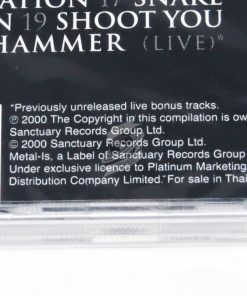 ATION 17 SNAKE
N 19 SHOOT YOU
HAMMER (LIVE)*
*Previously unreleased live bonus tracks.
℗ 2000 The Copyright in this compilation is ow
Sanctuary Records Group Ltd.
© 2000 Sanctuary Records Group Ltd.
Metal-Is, a Label of Sanctuary Records Group
Under exclusive licence to Platinum Marketing
Distribution Company Limited."For sale in Thai